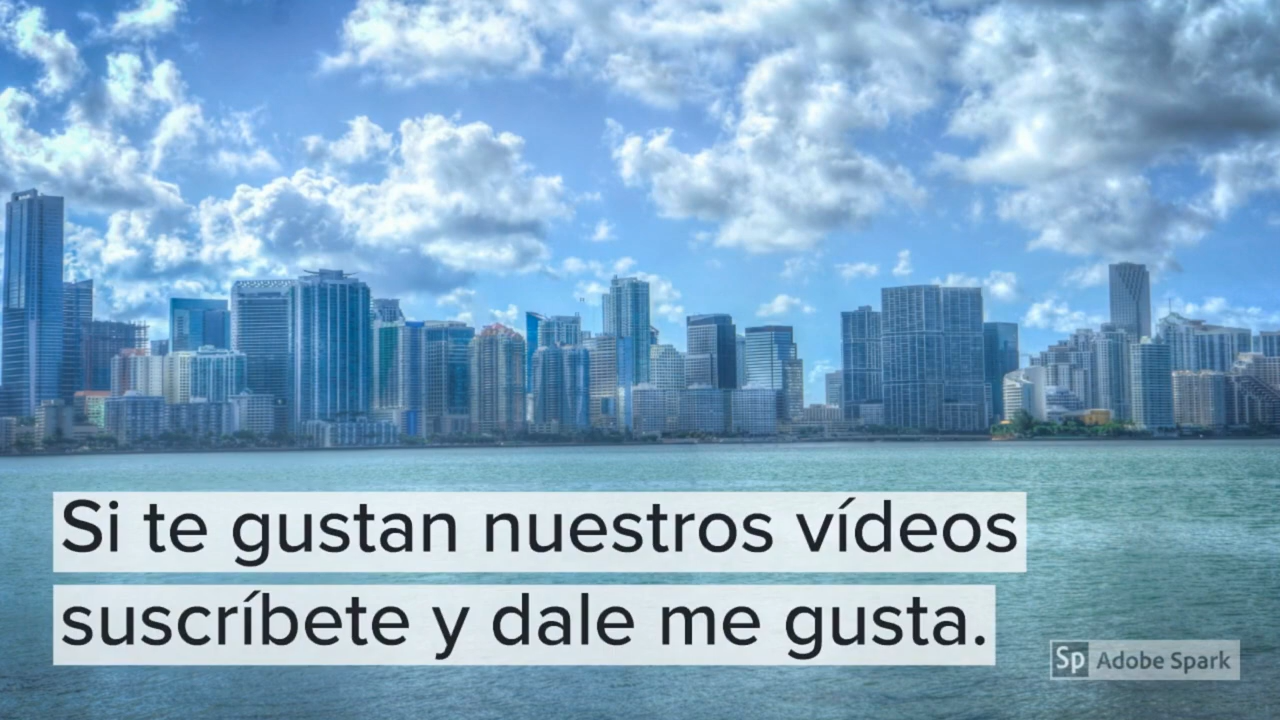 Si te gustan nuestros vídeos
suscríbete y dale me gusta.
Sp Adobe Spark